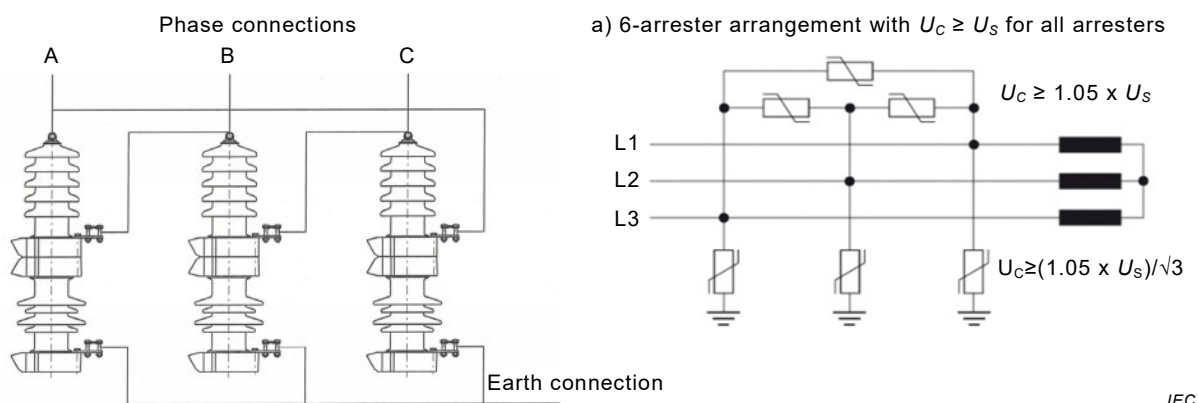 Phase connections
A B C
Earth connection
a) 6-arrester arrangement with U_C ≥ U_S for all arresters
U_C ≥ 1.05 x U_S
L1
L2
L3
U_C≥(1.05 x U_S)/√3
IEC